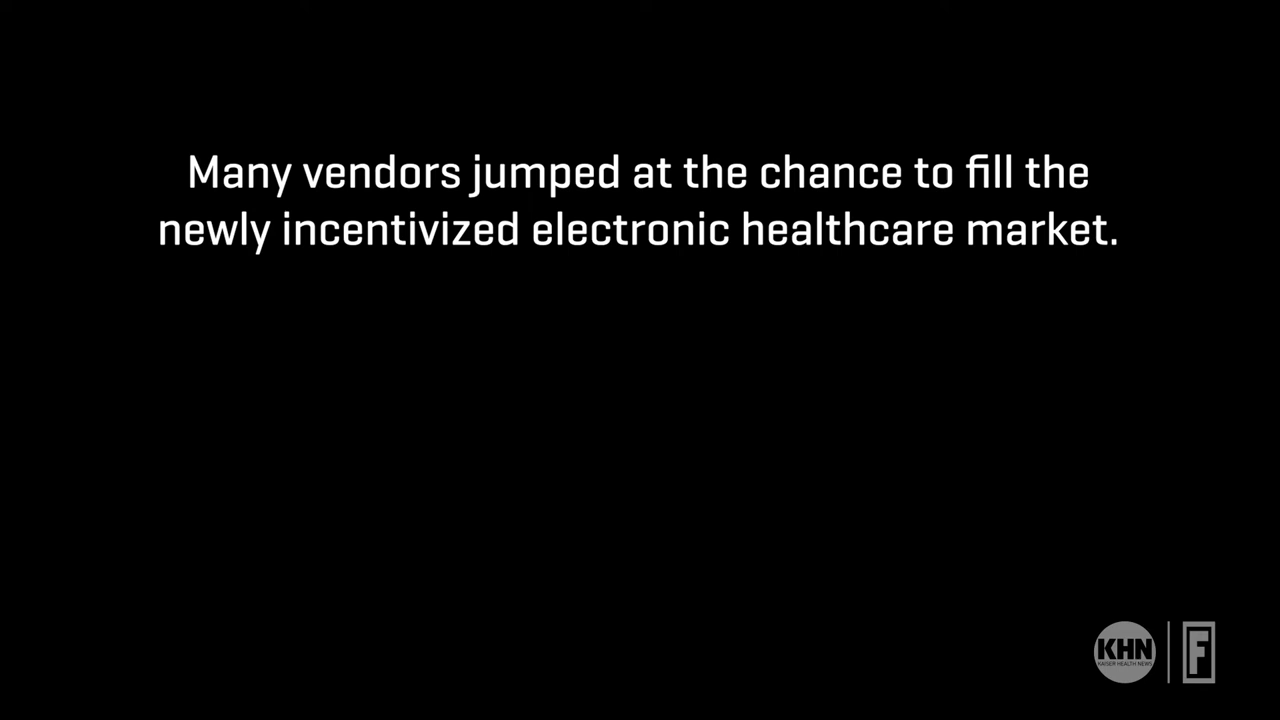 Many vendors jumped at the chance to fill the
newly incentivized electronic healthcare market.
KHN
KAISER HEALTH NEWS
F